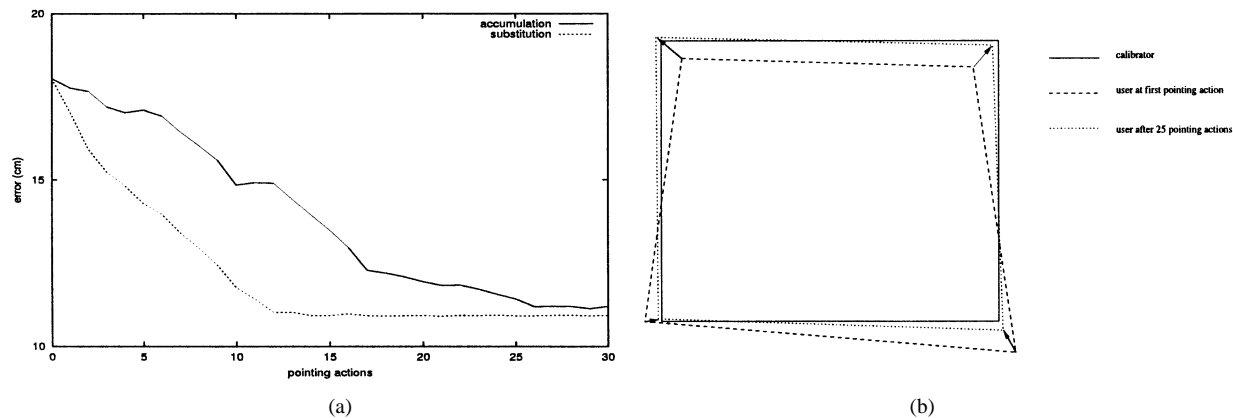 20
accumulation
substitution
15
error (cm)
10
0 5 10 15 20 25 30
pointing actions
(a)
calibrator
user at first pointing action
user after 25 pointing actions
(b)